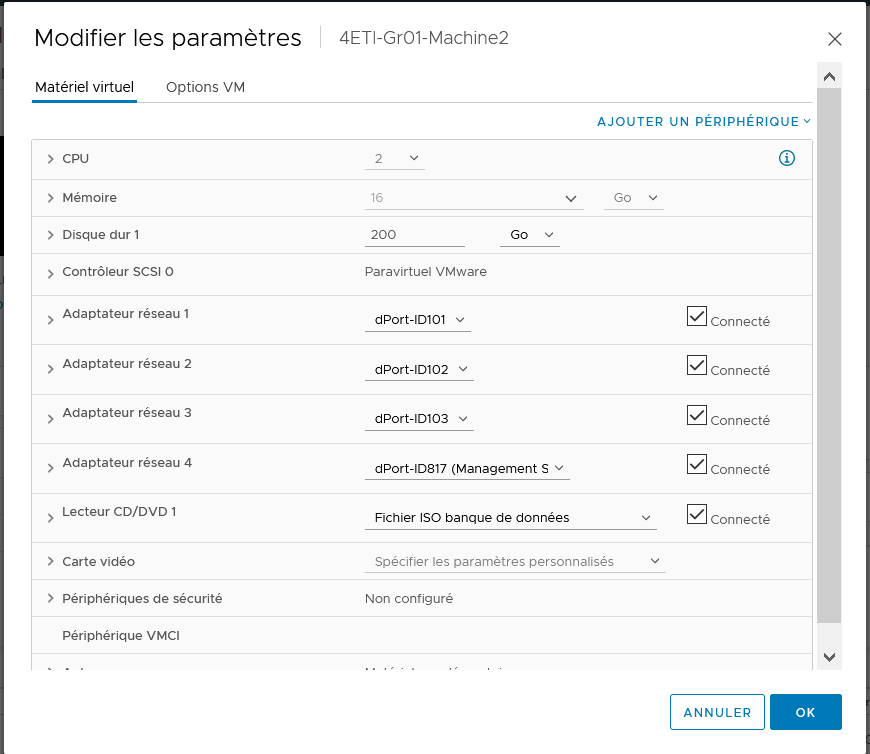 Modifier les paramètres 4ETI-Gr01-Machine2
Matériel virtuel Options VM
AJOUTER UN PÉRIPHÉRIQUE
CPU 2
Mémoire 16 Go
Disque dur 1 200 Go
Contrôleur SCSI 0 Paravirtuel VMware
Adaptateur réseau 1 dPort-ID101 Connecté
Adaptateur réseau 2 dPort-ID102 Connecté
Adaptateur réseau 3 dPort-ID103 Connecté
Adaptateur réseau 4 dPort-ID817 (Management S Connecté
Lecteur CD/DVD 1 Fichier ISO banque de données Connecté
Carte vidéo Spécifier les paramètres personnalisés
Périphériques de sécurité Non configuré
Périphérique VMCI
ANNULER OK